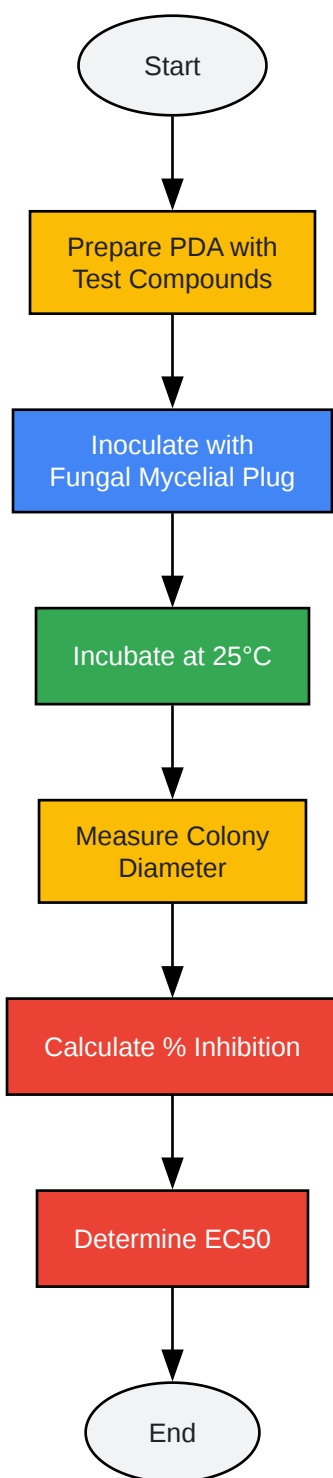 Start
Prepare PDA with
Test Compounds
Inoculate with
Fungal Mycelial Plug
Incubate at 25°C
Measure Colony
Diameter
Calculate % Inhibition
Determine EC50
End